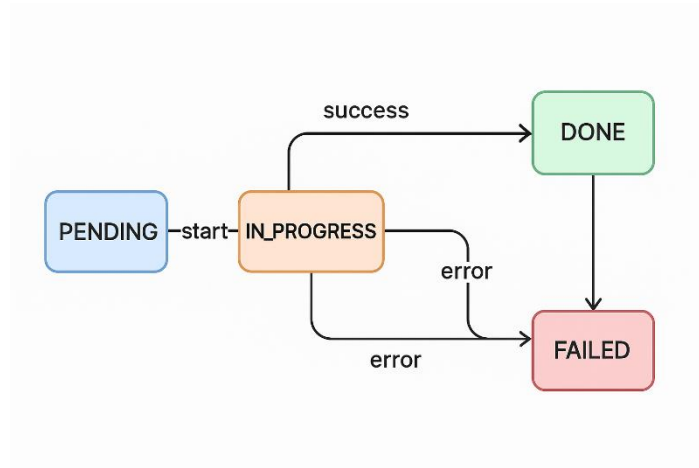 success
DONE
PENDING
start
IN_PROGRESS
error
FAILED
error